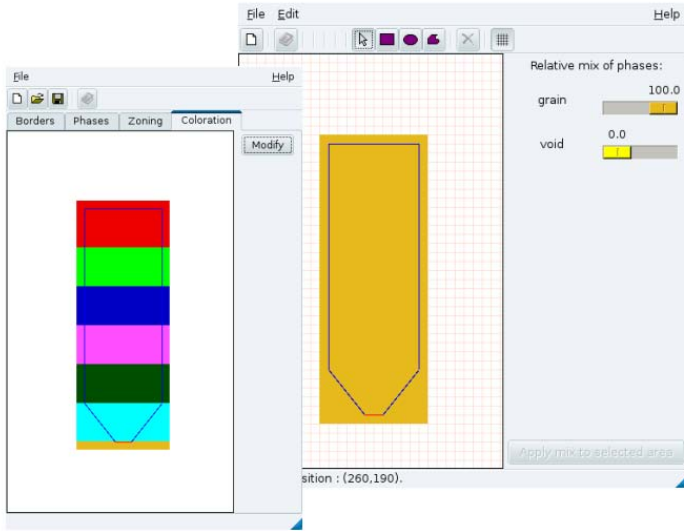 File Edit Help
Relative mix of phases:
100.0
grain
0.0
void
Apply mix to selected area
sition : (260,190).
File Help
Borders Phases Zoning Coloration
Modify